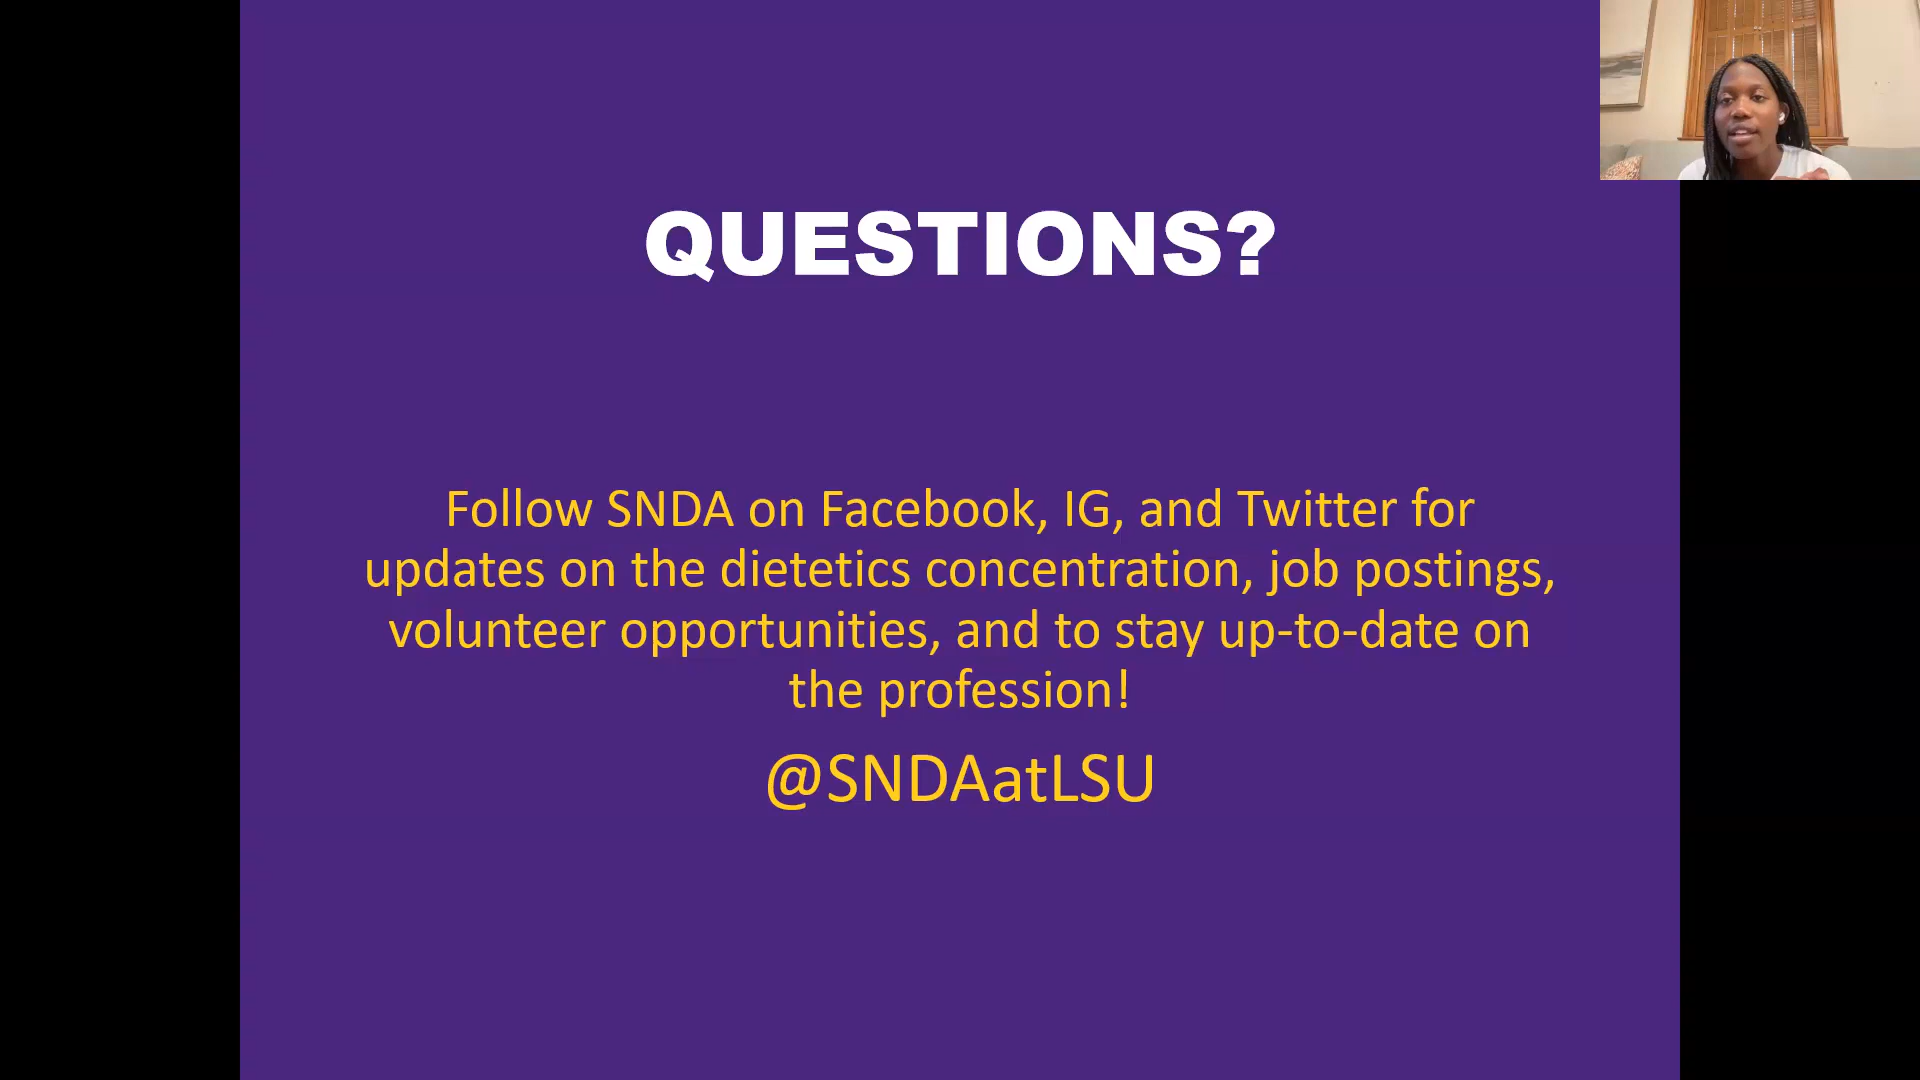 QUESTIONS?
Follow SNDA on Facebook, IG, and Twitter for
updates on the dietetics concentration, job postings,
volunteer opportunities, and to stay up-to-date on
the profession!
@SNDAatLSU